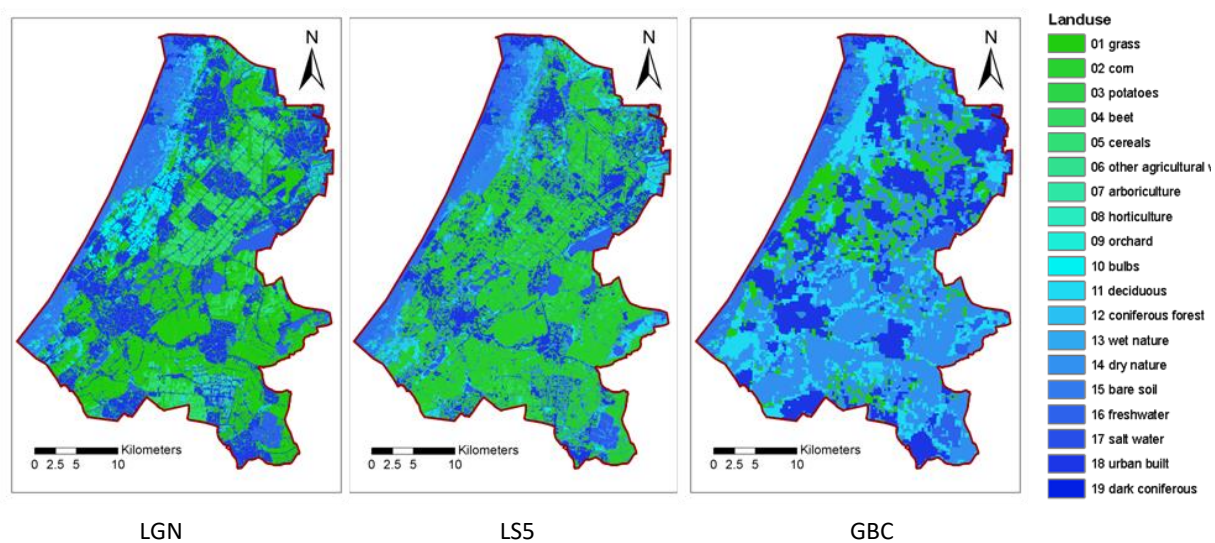 N
Kilometers
0 2.5 5 10
N
Kilometers
0 2.5 5 10
N
Kilometers
0 2.5 5 10
Landuse
01 grass
02 corn
03 potatoes
04 beet
05 cereals
06 other agricultural
07 arboriculture
08 horticulture
09 orchard
10 bulbs
11 deciduous
12 coniferous forest
13 wet nature
14 dry nature
15 bare soil
16 freshwater
17 salt water
18 urban built
19 dark coniferous
LGN
LS5
GBC